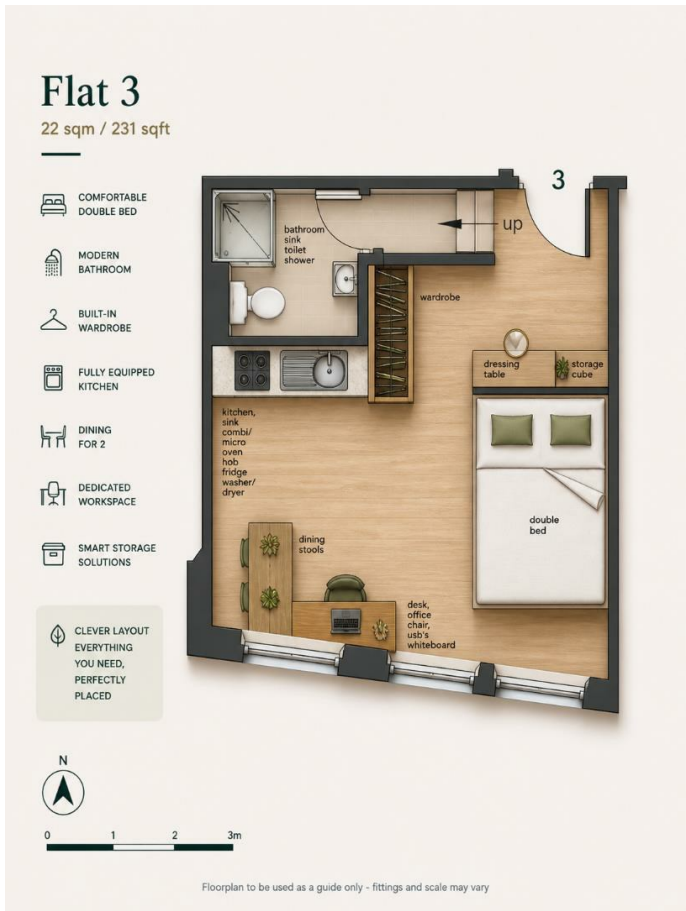 Flat 3
22 sqm / 231 sqft
COMFORTABLE
DOUBLE BED
MODERN
BATHROOM
BUILT-IN
WARDROBE
FULLY EQUIPPED
KITCHEN
DINING
FOR 2
DEDICATED
WORKSPACE
SMART STORAGE
SOLUTIONS
CLEVER LAYOUT
EVERYTHING
YOU NEED,
PERFECTLY
PLACED
3
up
bathroom
sink
toilet
shower
wardrobe
dressing
table
storage
cube
kitchen,
sink
combi/
micro
oven
hob
fridge
washer/
dryer
double
bed
dining
stools
desk,
office
chair,
usb's
whiteboard
N
0 1 2 3m
Floorplan to be used as a guide only - fittings and scale may vary